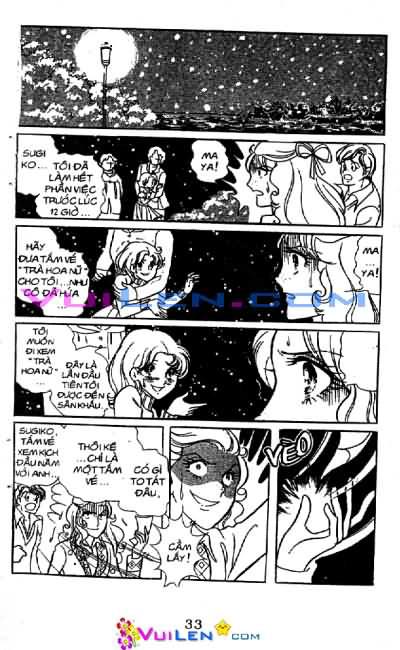 SUGI
KO...
TÔI ĐÃ
LÀM HẾT
PHẦN VIỆC
TRƯỚC LÚC
12 GIỜ...
MA
YA!
HÃY
ĐƯA TẤM VÉ
"TRÀ HOA NỮ"
CHO TÔI...NHƯ
CÔ ĐÃ HỨA
MA
...
YA!
VUILEN.COM
TÔI
MUỐN
ĐI XEM
"TRÀ
HOA NỮ"
...
ĐÂY LÀ
LẦN ĐẦU
TIÊN TÔI
ĐƯỢC ĐẾN
SÂN KHẤU.
SUGIKO,
TẤM VÉ
XEM KỊCH
ĐẦU NĂM
VỚI ANH...
THÔI KỆ
...CHỈ LÀ
MỘT TẤM
VÉ...
CÓ GÌ
TO TÁT
ĐÂU.
CẦM
LẤY!
VÈO
33
VUILEN.COM